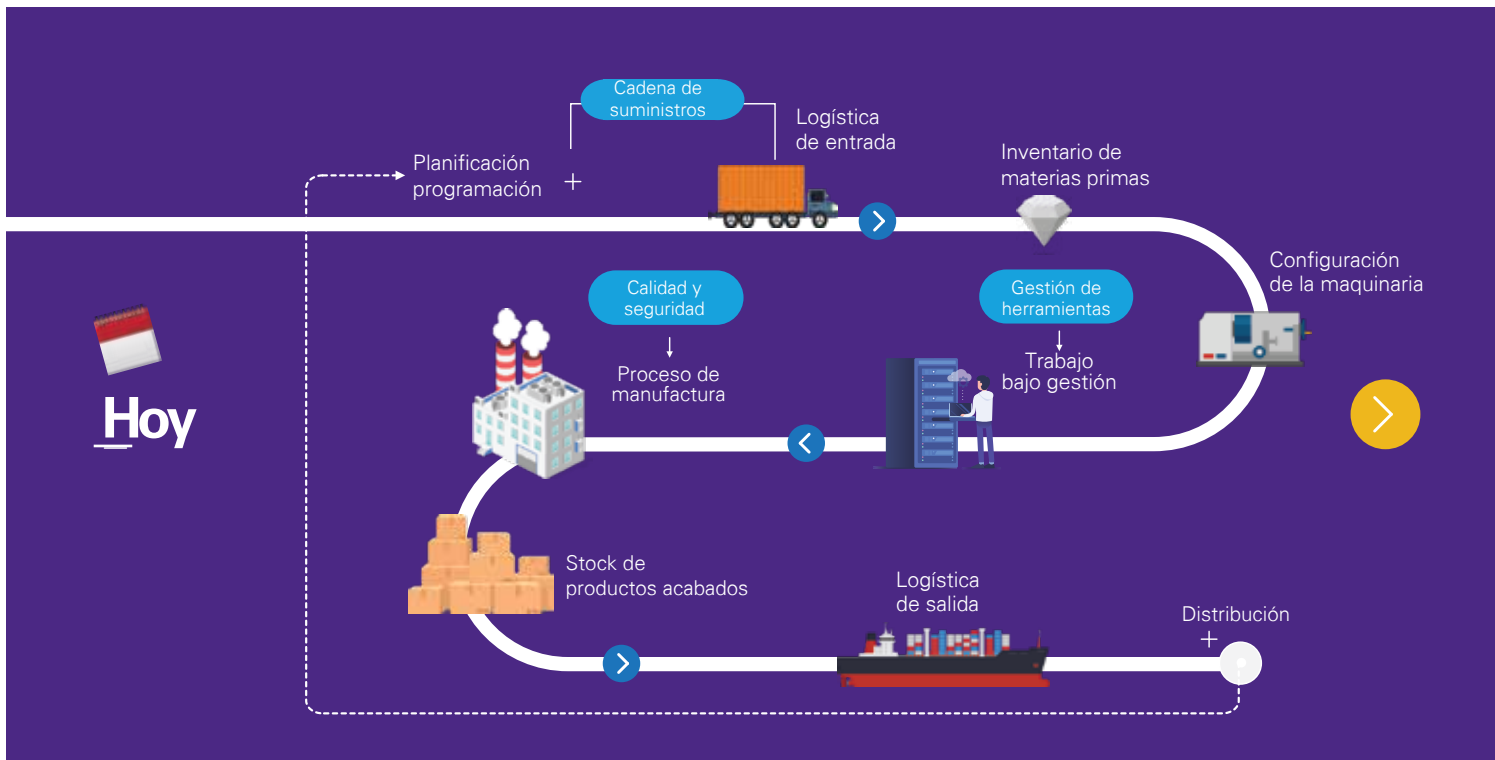 Cadena de
suministros
Logística
de entrada
Planificación
programación
+
Inventario de
materias primas
Configuración
de la maquinaria
Calidad y
seguridad
Gestión de
herramientas
Proceso de
manufactura
Trabajo
bajo gestión
Hoy
Stock de
productos acabados
Logística
de salida
Distribución
+